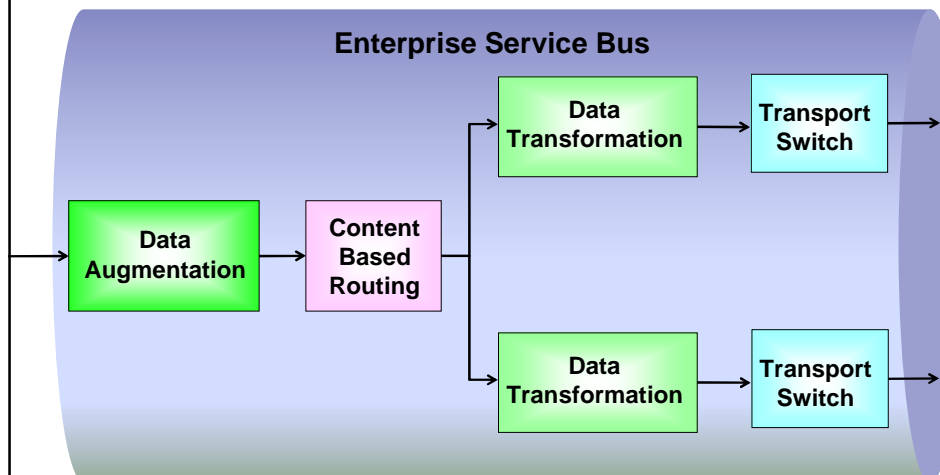 Enterprise Service Bus
Data
Transformation
Transport
Switch
Data
Augmentation
Content
Based
Routing
Data
Transformation
Transport
Switch